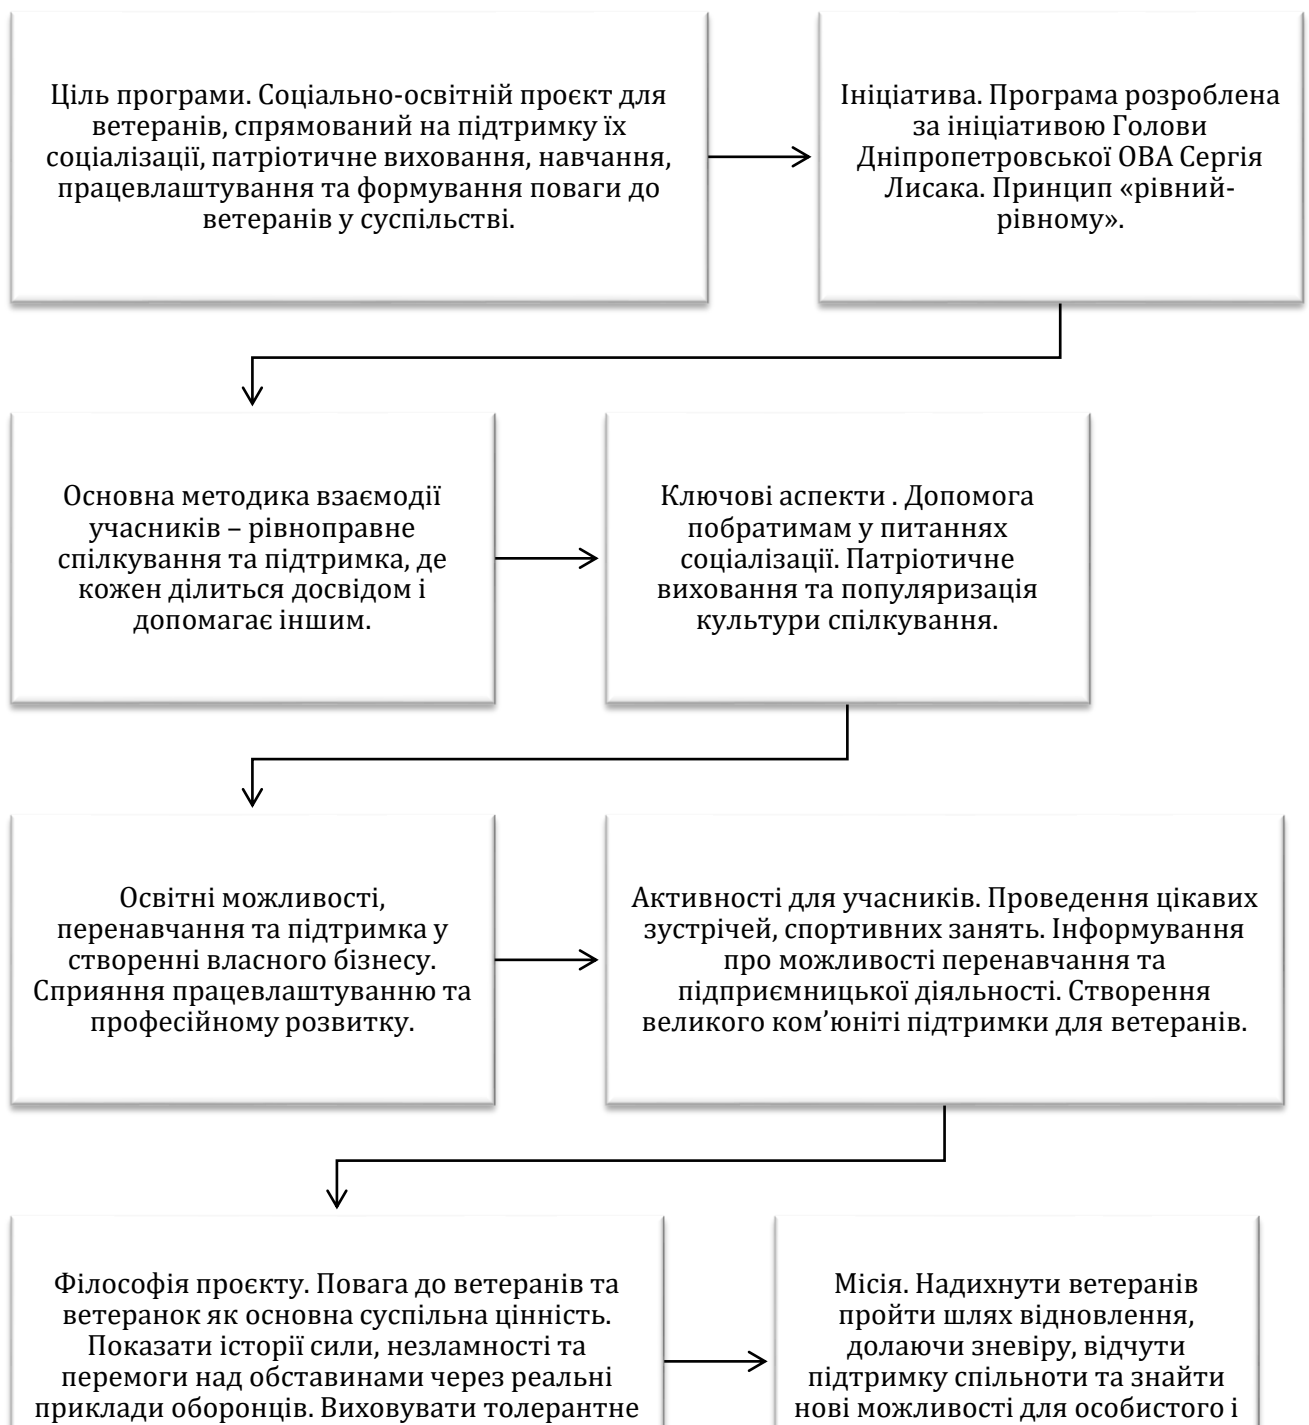 Ціль програми. Соціально-освітній проєкт для
ветеранів, спрямований на підтримку їх
соціалізації, патріотичне виховання, навчання,
працевлаштування та формування поваги до
ветеранів у суспільстві.
Ініціатива. Програма розроблена
за ініціативою Голови
Дніпропетровської ОВА Сергія
Лисака. Принцип «рівний-
рівному».
Основна методика взаємодії
учасників – рівноправне
спілкування та підтримка, де
кожен ділиться досвідом і
допомагає іншим.
Ключові аспекти . Допомога
побратимам у питаннях
соціалізації. Патріотичне
виховання та популяризація
культури спілкування.
Освітні можливості,
перенавчання та підтримка у
створенні власного бізнесу.
Сприяння працевлаштуванню та
професійному розвитку.
Активності для учасників. Проведення цікавих
зустрічей, спортивних занять. Інформування
про можливості перенавчання та
підприємницької діяльності. Створення
великого ком’юніті підтримки для ветеранів.
Філософія проєкту. Повага до ветеранів та
ветеранок як основна суспільна цінність.
Показати історії сили, незламності та
перемоги над обставинами через реальні
приклади оборонців. Виховувати толерантне
Місія. Надихнути ветеранів
пройти шлях відновлення,
долаючи зневіру, відчути
підтримку спільноти та знайти
нові можливості для особистого і